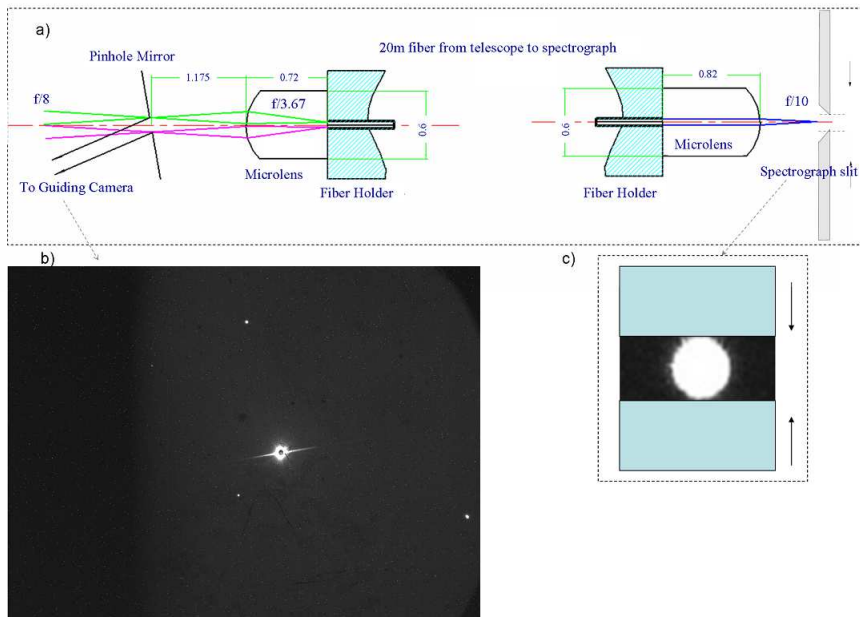 a)
Pinhole Mirror
20m fiber from telescope to spectrograph
1.175
0.72
0.82
f/8
f/3.67
f/10
0.6
0.6
Microlens
Microlens
To Guiding Camera
Fiber Holder
Fiber Holder
Spectrograph slit
b)
c)